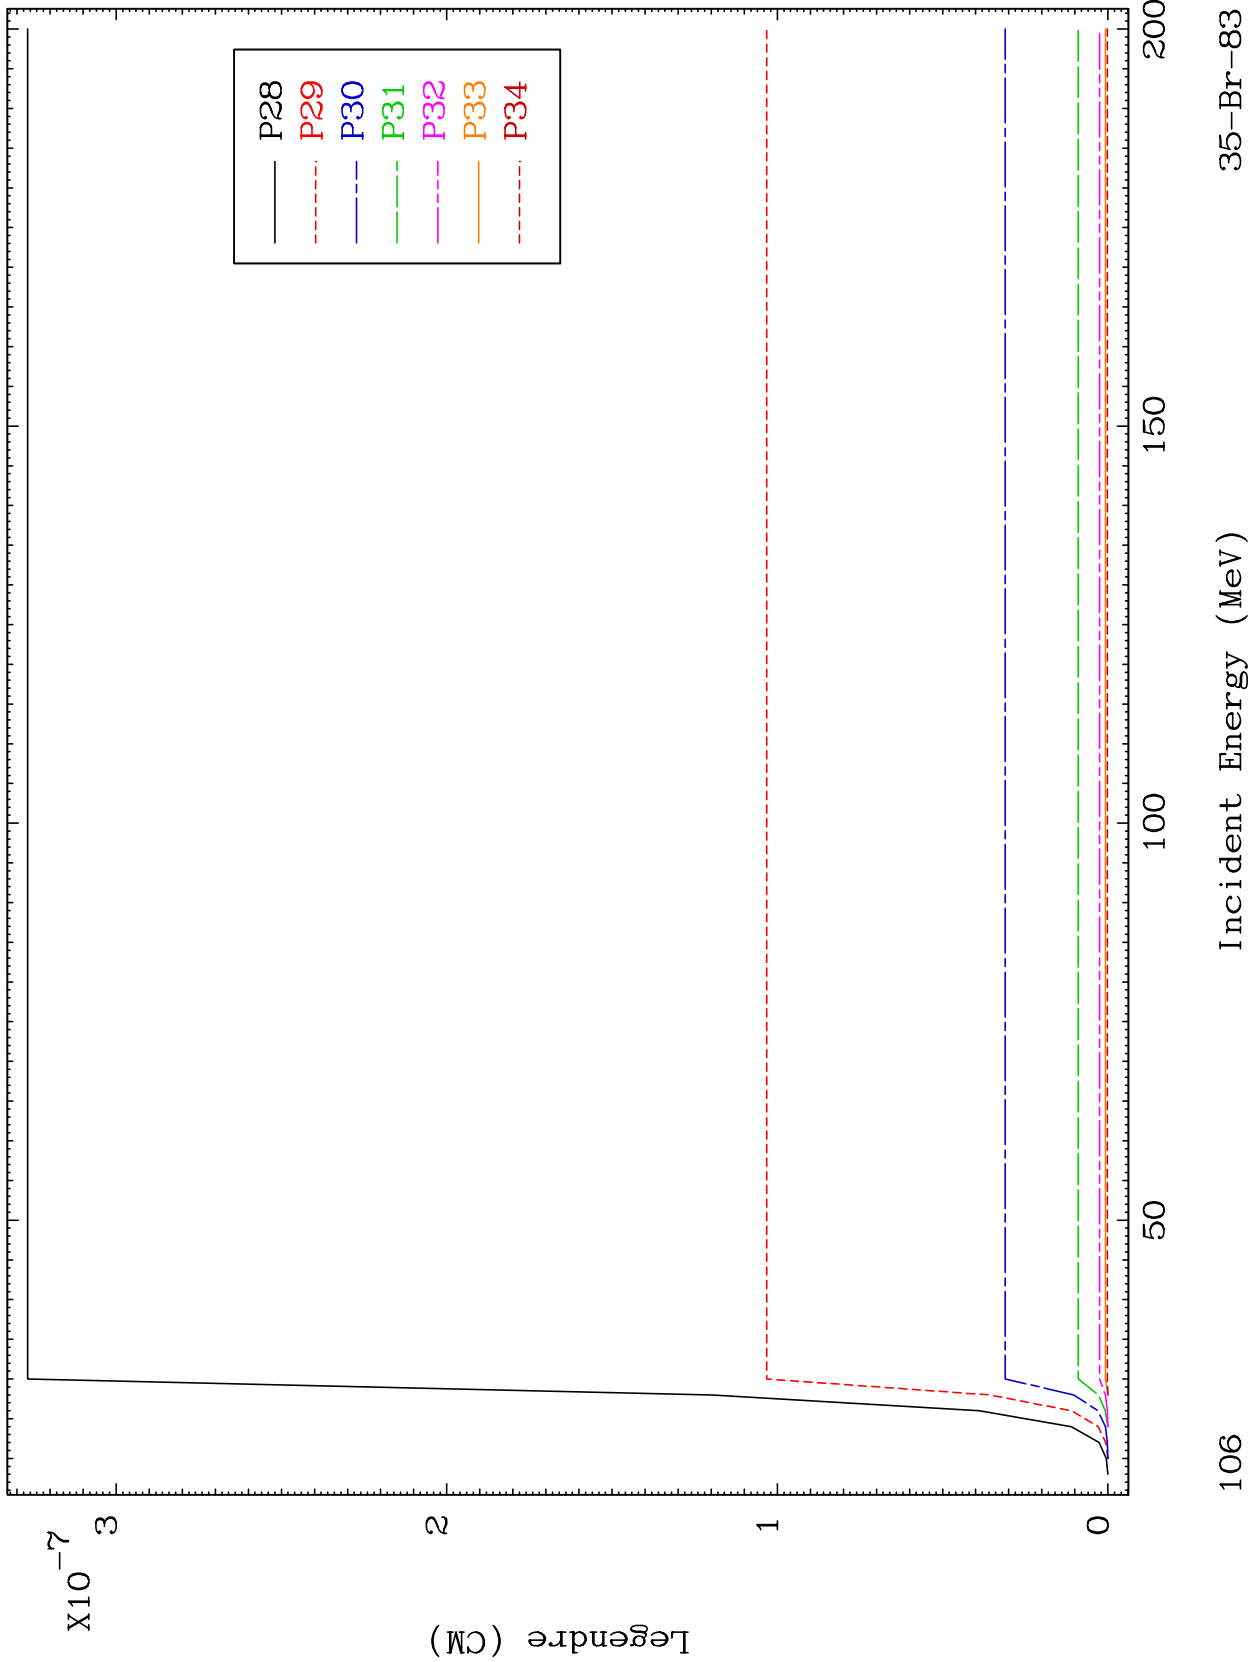 X10-7
3
2
1
0
Legendre (CM)
P28
P29
P30
P31
P32
P33
P34
50
100
150
200
Incident Energy (MeV)
106
35-Br-83